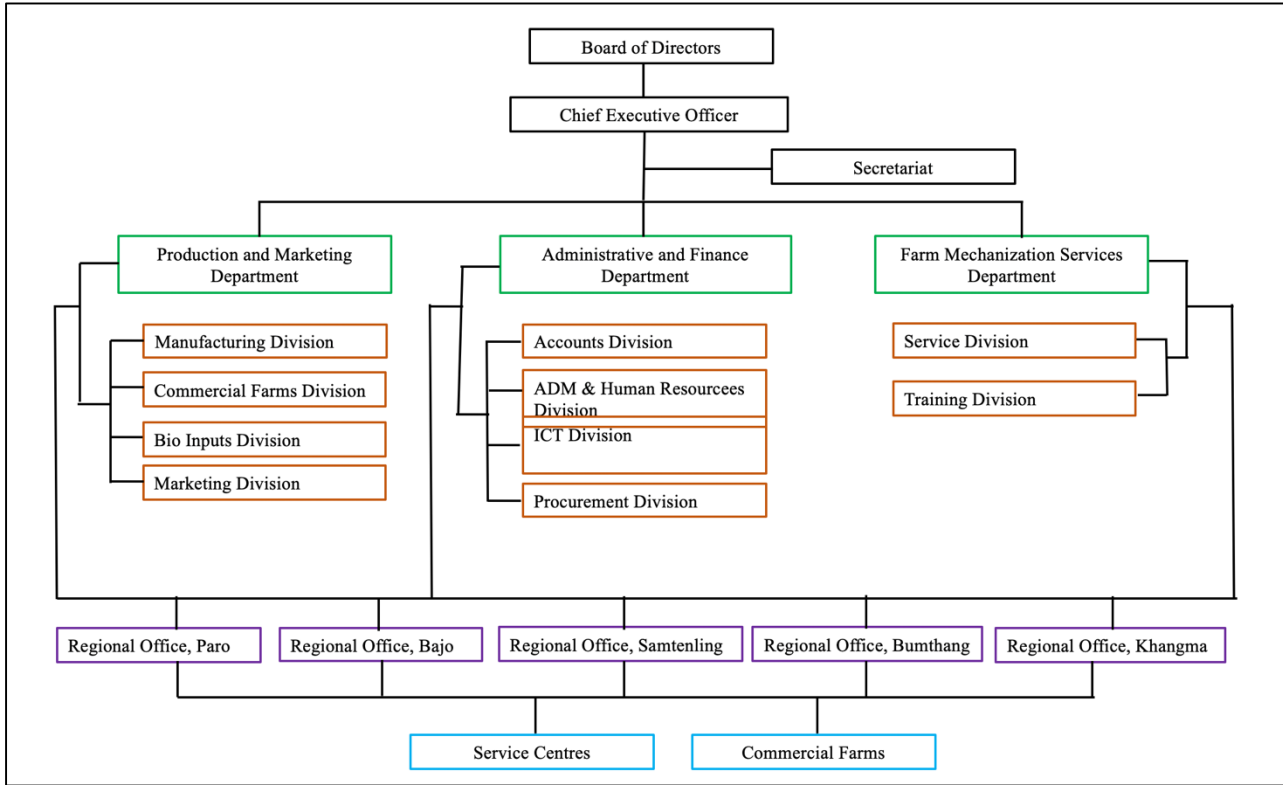 Board of Directors
Chief Executive Officer
Secretariat
Production and Marketing
Department
Administrative and Finance
Department
Farm Mechanization Services
Department
Manufacturing Division
Commercial Farms Division
Bio Inputs Division
Marketing Division
Accounts Division
ADM & Human Resourcees
Division
ICT Division
Procurement Division
Service Division
Training Division
Regional Office, Paro
Regional Office, Bajo
Regional Office, Samtenling
Regional Office, Bumthang
Regional Office, Khangma
Service Centres
Commercial Farms